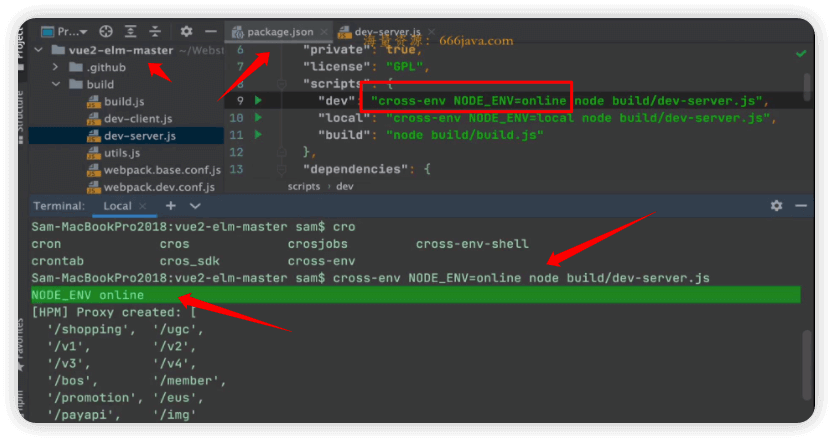 Pr...
package.json
dev-server.js
海量资源：666java.com
Project
vue2-elm-master ~/Webst
.github
build
build.js
dev-client.js
dev-server.js
utils.js
webpack.base.conf.js
webpack.dev.conf.js
Structure
6 "private": true,
7 "license": "GPL",
8 "scripts": {
9 "dev": "cross-env NODE_ENV=online node build/dev-server.js",
10 "local": "cross-env NODE_ENV=local node build/dev-server.js",
11 "build": "node build/build.js"
12 },
13 "dependencies": {
scripts › dev
Terminal: Local
Sam-MacBookPro2018:vue2-elm-master sam$ cro
cron cros crosjobs cross-env-shell
crontab cros_sdk cross-env
Sam-MacBookPro2018:vue2-elm-master sam$ cross-env NODE_ENV=online node build/dev-server.js
NODE_ENV online
[HPM] Proxy created: [
'/shopping', '/ugc',
'/v1', '/v2',
'/v3', '/v4',
'/bos', '/member',
'/promotion', '/eus',
'/payapi', '/img'
Favorites
npm